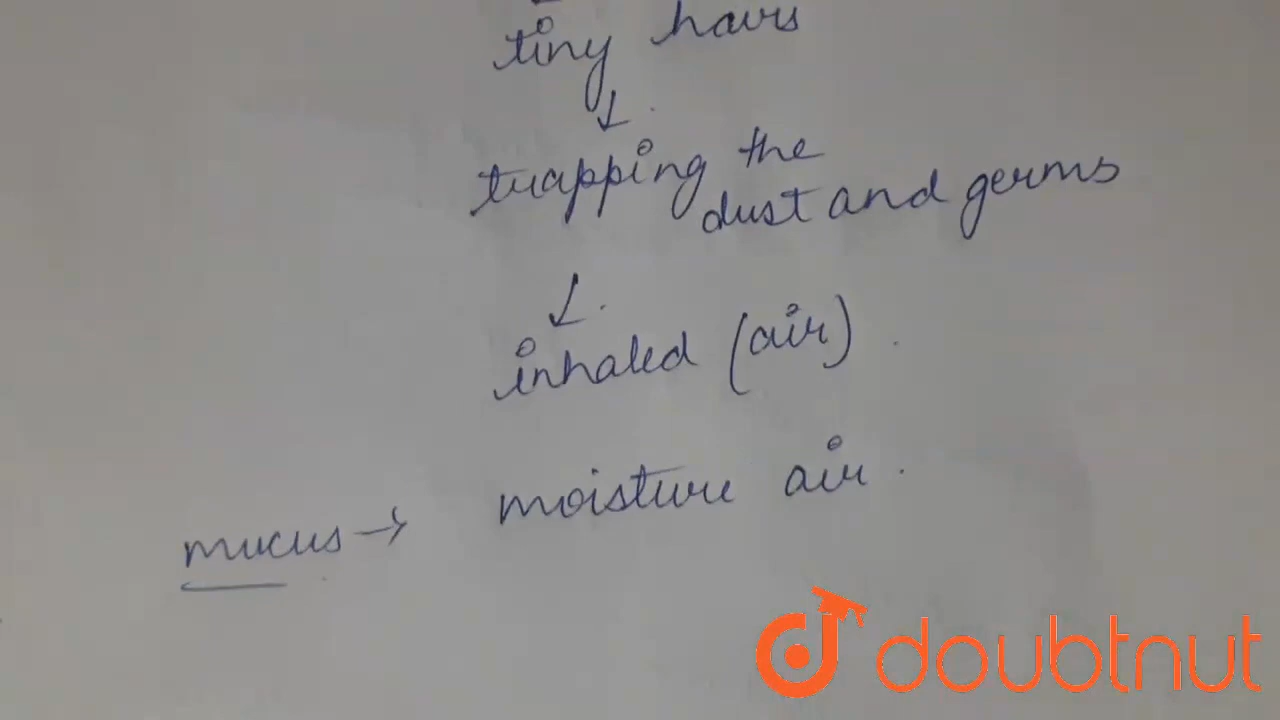 tiny hairs
↓
trapping the
dust and germs
↓
inhaled (air).
mucus → moisture air.
doubtnut